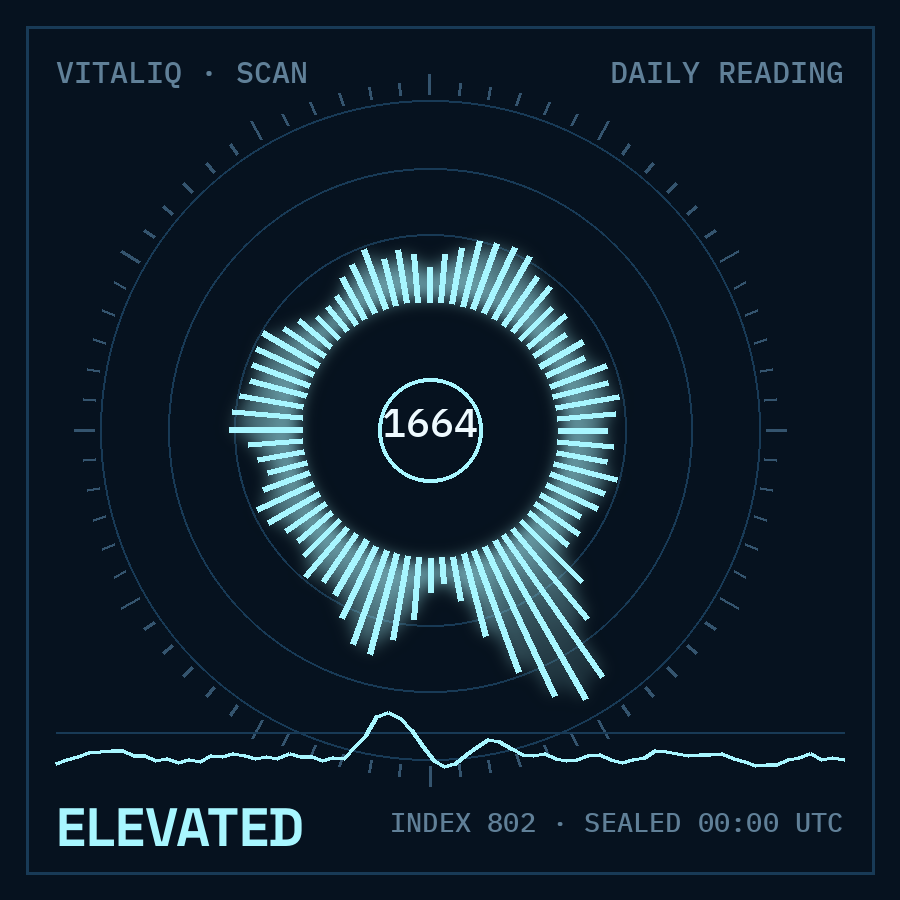 VITALIQ · SCAN
DAILY READING
1664
ELEVATED
INDEX 802 · SEALED 00:00 UTC